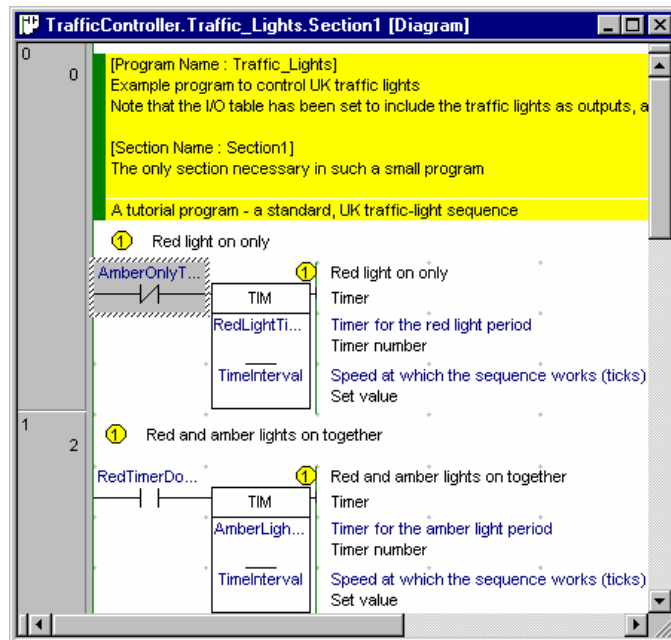 TrafficController.Traffic_Lights.Section1 [Diagram]
0
0
[Program Name : Traffic_Lights]
Example program to control UK traffic lights
Note that the I/O table has been set to include the traffic lights as outputs, a
[Section Name : Section1]
The only section necessary in such a small program
A tutorial program - a standard, UK traffic-light sequence
1 Red light on only
AmberOnlyT...
1 Red light on only
TIM Timer
RedLightTi... Timer for the red light period
Timer number
TimeInterval Speed at which the sequence works (ticks)
Set value
1
2
1 Red and amber lights on together
RedTimerDo...
1 Red and amber lights on together
TIM Timer
AmberLigh... Timer for the amber light period
Timer number
TimeInterval Speed at which the sequence works (ticks)
Set value